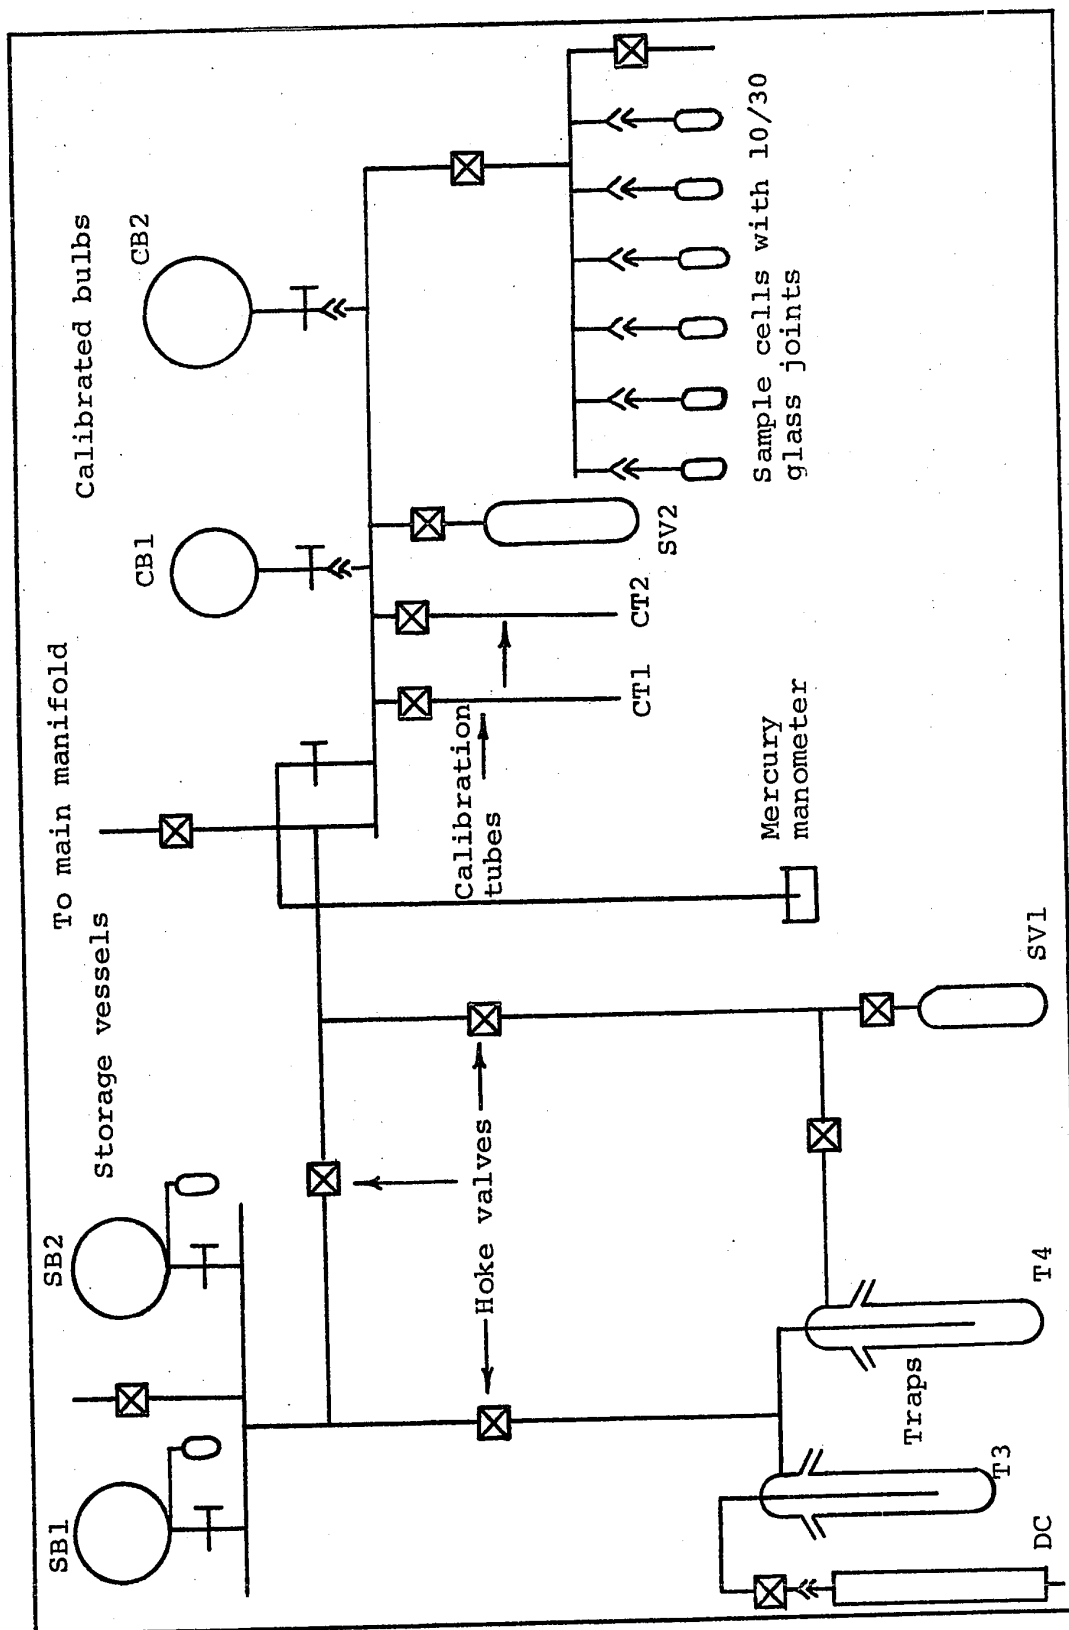 SB1
SB2
Storage vessels
To main manifold
CB1
Calibrated bulbs
CB2
Hoke valves
Calibration
tubes
CT1
CT2
SV2
Sample cells with 10/30
glass joints
Mercury
manometer
DC
T3
Traps
T4
SV1